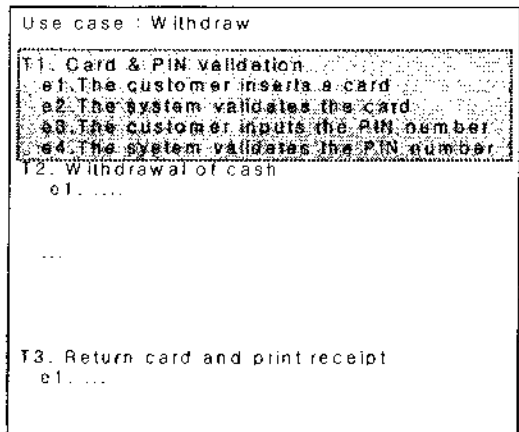 Use case : Withdraw
T1. Card & PIN validation
e1.The customer inserts a card
e2.The system validates the card
e3.The customer inputs the PIN number
e4.The system validates the PIN number
T2. Withdrawal of cash
e1. ....
...
T3. Return card and print receipt
e1. ...